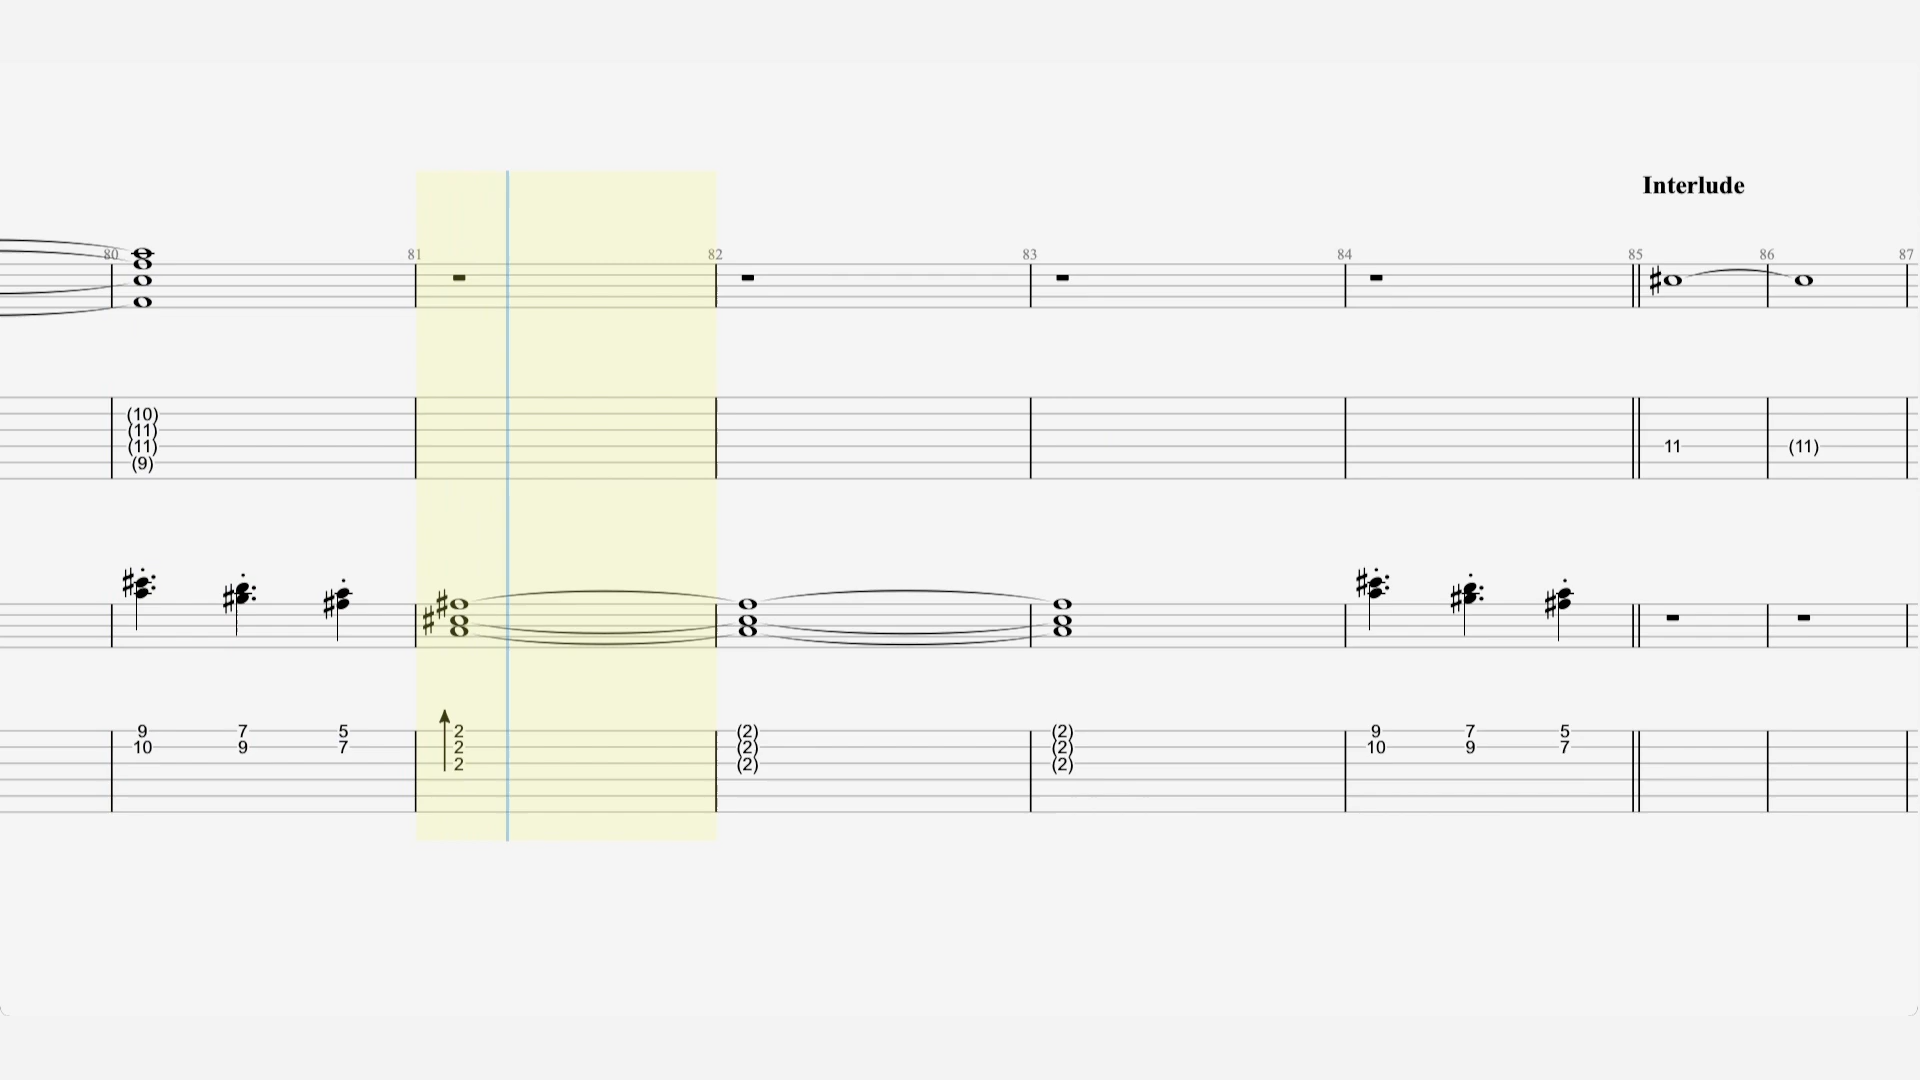 Interlude
80 81 82 83 84 85 86 87
(10)
(11)
(11) 11 (11)
(9)
9 7 5 2 (2) (2) 9 7 5
10 9 7 2 (2) (2) 10 9 7
2 (2) (2)